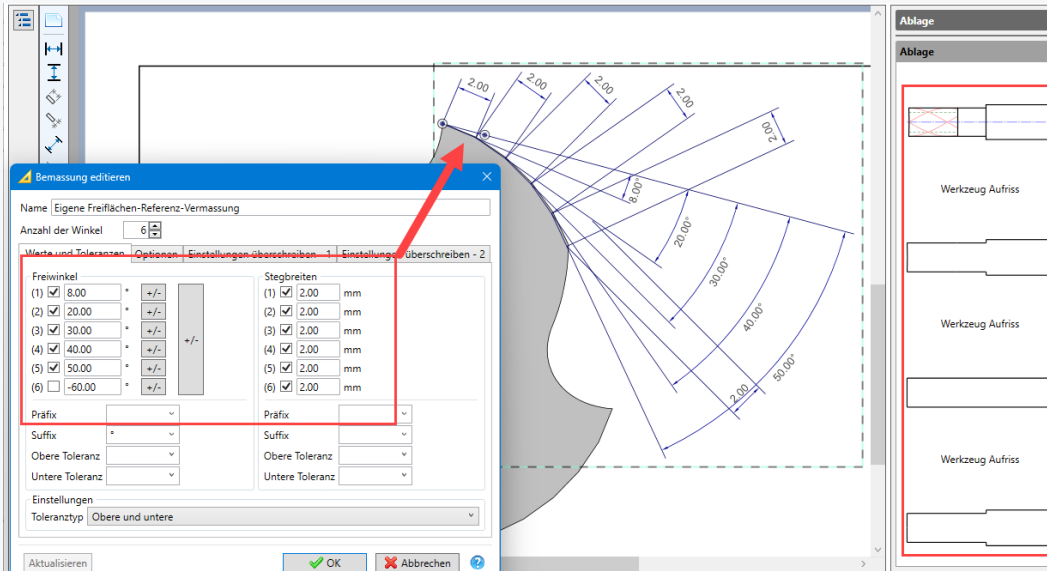 Ablage
Ablage
Werkzeug Aufriss
Werkzeug Aufriss
Werkzeug Aufriss
2.00
2.00
2.00
2.00
2.00
8.00°
20.00°
30.00°
40.00°
50.00°
2.00
Bemassung editieren
Name Eigene Freiflächen-Referenz-Vermassung
Anzahl der Winkel 6
Werte und Toleranzen Optionen Einstellungen überschreiben - 1 Einstellungen überschreiben - 2
Freiwinkel Stegbreiten
(1) 8.00 ° +/- (1) 2.00 mm
(2) 20.00 ° +/- (2) 2.00 mm
(3) 30.00 ° +/- +/- (3) 2.00 mm
(4) 40.00 ° +/- (4) 2.00 mm
(5) 50.00 ° +/- (5) 2.00 mm
(6) -60.00 ° +/- (6) 2.00 mm
Präfix Präfix
Suffix ° Suffix
Obere Toleranz Obere Toleranz
Untere Toleranz Untere Toleranz
Einstellungen
Toleranztyp Obere und untere
Aktualisieren OK Abbrechen ?